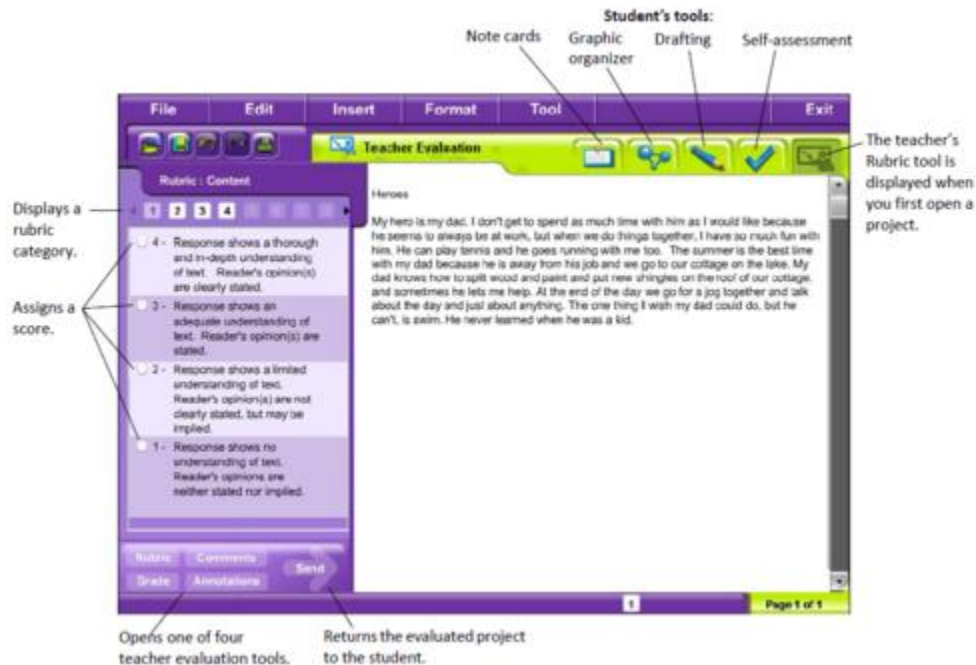 Student's tools:
Note cards
Graphic
organizer
Drafting
Self-assessment
File Edit Insert Format Tool Exit
Teacher Evaluation
The teacher's
Rubric tool is
displayed when
you first open a
project.
Rubric : Content
Displays a
rubric
category.
1 2 3 4
Assigns a
score.
4 - Response shows a thorough
and in-depth understanding
of text. Reader's opinion(s)
are clearly stated.
3 - Response shows an
adequate understanding of
text. Reader's opinion(s) are
stated.
2 - Response shows a limited
understanding of text.
Reader's opinion(s) are not
clearly stated, but may be
implied.
1 - Response shows no
understanding of text.
Reader's opinions are
neither stated nor implied.
Heroes
My hero is my dad. I don't get to spend as much time with him as I would like because
he seems to always be at work, but when we do things together, I have so much fun with
him. He can play tennis and he goes running with me too. The summer is the best time
with my dad because he is away from his job and we go to our cottage on the lake. My
dad knows how to split wood and paint and put new shingles on the roof of our cottage
and sometimes he lets me help. At the end of the day we go for a jog together and talk
about the day and just about anything. The one thing I wish my dad could do, but he
can't, is swim. He never learned when he was a kid.
Rubric Comments
Grade Annotations
Send
1
Page 1 of 1
Opens one of four
teacher evaluation tools.
Returns the evaluated project
to the student.